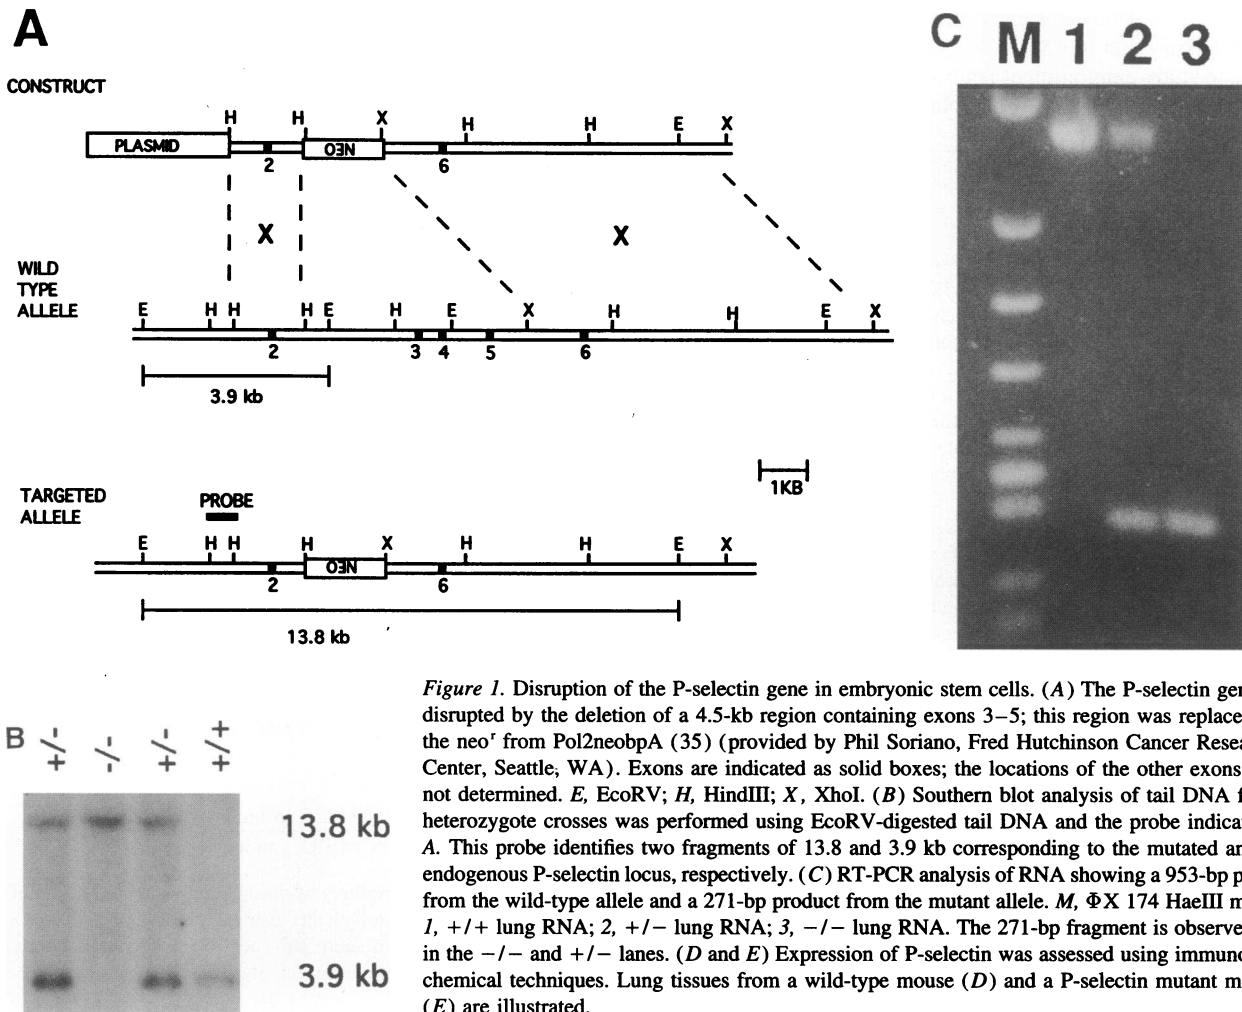 A
CONSTRUCT
H H X H H E X
PLASMID NEO
2 6
X X
WILD
TYPE
ALLELE
E H H H E H E X H H E X
2 3 4 5 6
3.9 kb
1KB
TARGETED
ALLELE
PROBE
E H H H X H H E X
NEO
2 6
13.8 kb
C M 1 2 3
B +/- -/- +/- +/+
13.8 kb
3.9 kb
Figure 1. Disruption of the P-selectin gene in embryonic stem cells. (A) The P-selectin gen
disrupted by the deletion of a 4.5-kb region containing exons 3–5; this region was replace
the neoʳ from Pol2neobpA (35) (provided by Phil Soriano, Fred Hutchinson Cancer Resea
Center, Seattle, WA). Exons are indicated as solid boxes; the locations of the other exons
not determined. E, EcoRV; H, HindIII; X, XhoI. (B) Southern blot analysis of tail DNA f
heterozygote crosses was performed using EcoRV-digested tail DNA and the probe indicat
A. This probe identifies two fragments of 13.8 and 3.9 kb corresponding to the mutated an
endogenous P-selectin locus, respectively. (C) RT-PCR analysis of RNA showing a 953-bp p
from the wild-type allele and a 271-bp product from the mutant allele. M, ΦX 174 HaeIII m
1, +/+ lung RNA; 2, +/− lung RNA; 3, −/− lung RNA. The 271-bp fragment is observe
in the −/− and +/− lanes. (D and E) Expression of P-selectin was assessed using immuno
chemical techniques. Lung tissues from a wild-type mouse (D) and a P-selectin mutant m
(E) are illustrated.